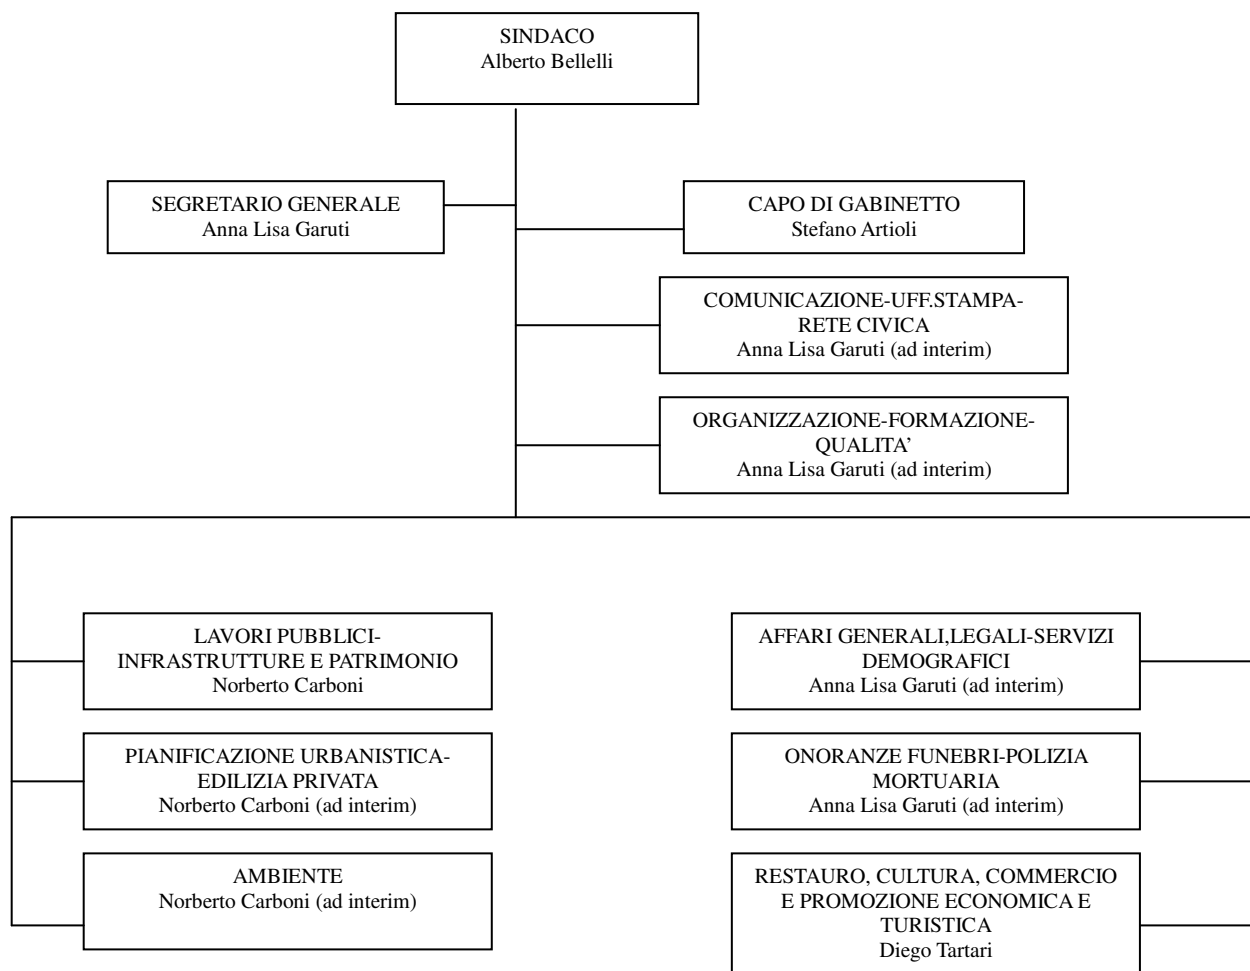 SINDACO
Alberto Bellelli
SEGRETARIO GENERALE
Anna Lisa Garuti
CAPO DI GABINETTO
Stefano Artioli
COMUNICAZIONE-UFF.STAMPA-
RETE CIVICA
Anna Lisa Garuti (ad interim)
ORGANIZZAZIONE-FORMAZIONE-
QUALITA’
Anna Lisa Garuti (ad interim)
LAVORI PUBBLICI-
INFRASTRUTTURE E PATRIMONIO
Norberto Carboni
PIANIFICAZIONE URBANISTICA-
EDILIZIA PRIVATA
Norberto Carboni (ad interim)
AMBIENTE
Norberto Carboni (ad interim)
AFFARI GENERALI,LEGALI-SERVIZI
DEMOGRAFICI
Anna Lisa Garuti (ad interim)
ONORANZE FUNEBRI-POLIZIA
MORTUARIA
Anna Lisa Garuti (ad interim)
RESTAURO, CULTURA, COMMERCIO
E PROMOZIONE ECONOMICA E
TURISTICA
Diego Tartari